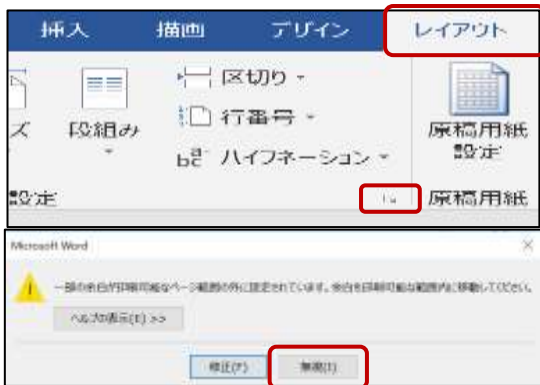 挿入 描画 デザイン レイアウト
ズ 段組み 区切り
行番号
ハイフネーション
原稿用紙
設定
設定 原稿用紙
Microsoft Word
一部の余白が印刷可能なページ範囲の外に設定されています。余白を印刷可能な範囲内に移動してください。
ヘルプの表示(E) >>
修正(F) 無視(I)